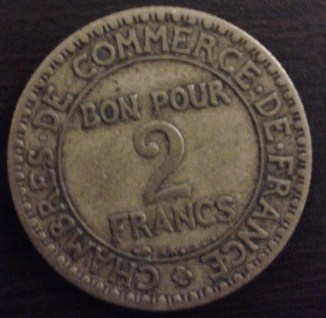 CHAMBRES·DE·COMMERCE·DE·FRANCE
BON POUR
2
FRANCS